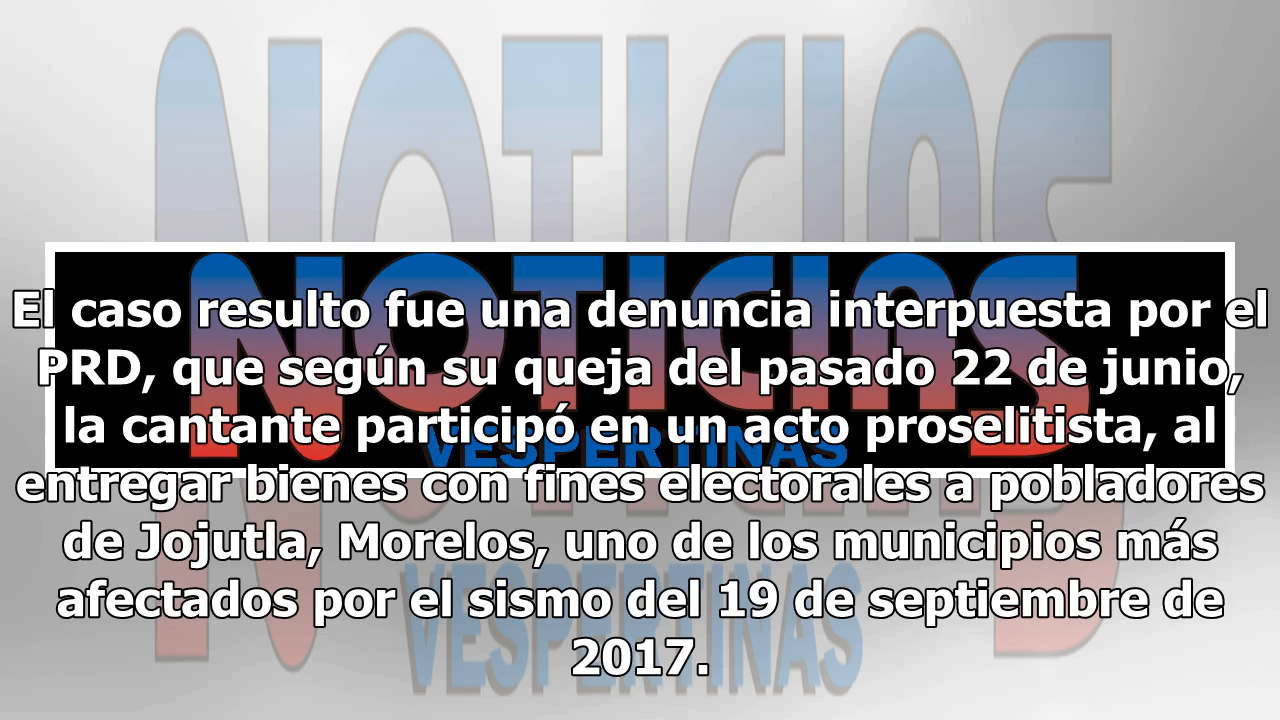 NOTICIAS
NOTICIAS
El caso resulto fue una denuncia interpuesta por el
PRD, que según su queja del pasado 22 de junio,
la cantante participó en un acto proselitista, al
VESPERTINAS
entregar bienes con fines electorales a pobladores
de Jojutla, Morelos, uno de los municipios más
afectados por el sismo del 19 de septiembre de
2017.
VESPERTINAS